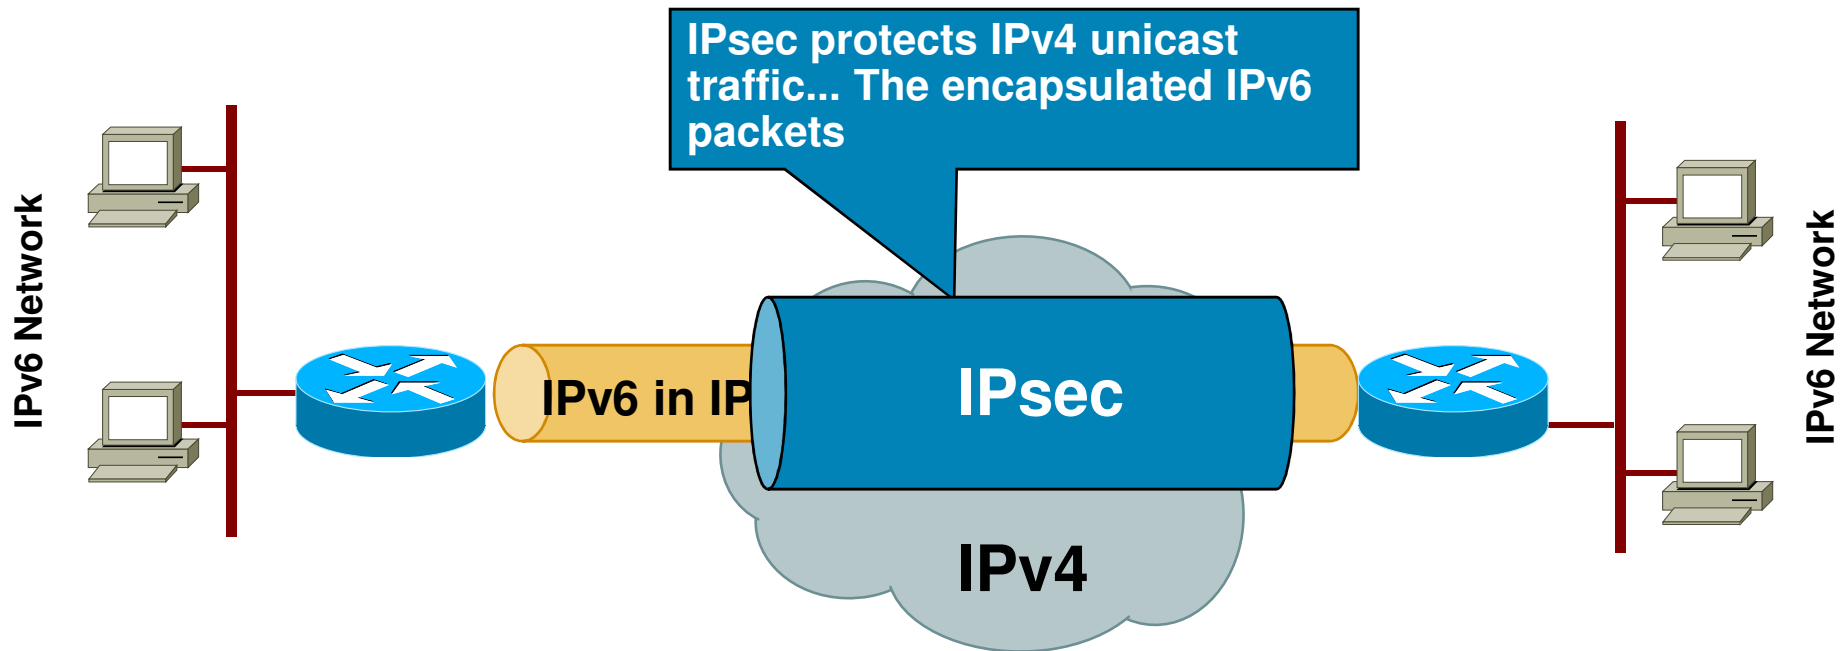 IPsec protects IPv4 unicast
traffic... The encapsulated IPv6
packets
IPv6 Network
IPv6 in IP
IPsec
IPv4
IPv6 Network